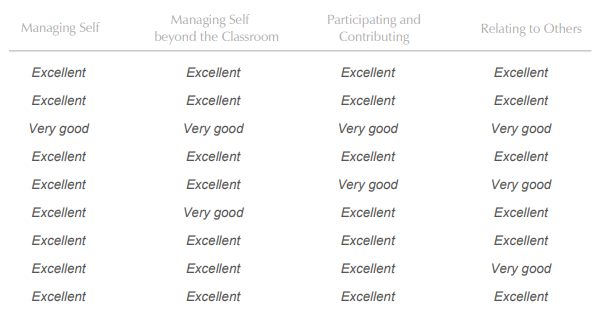 Managing Self Managing Self beyond the Classroom Participating and Contributing Relating to Others
Excellent Excellent Excellent Excellent
Excellent Excellent Excellent Excellent
Very good Very good Very good Very good
Excellent Excellent Excellent Excellent
Excellent Excellent Very good Very good
Excellent Very good Excellent Excellent
Excellent Excellent Excellent Excellent
Excellent Excellent Excellent Very good
Excellent Excellent Excellent Excellent